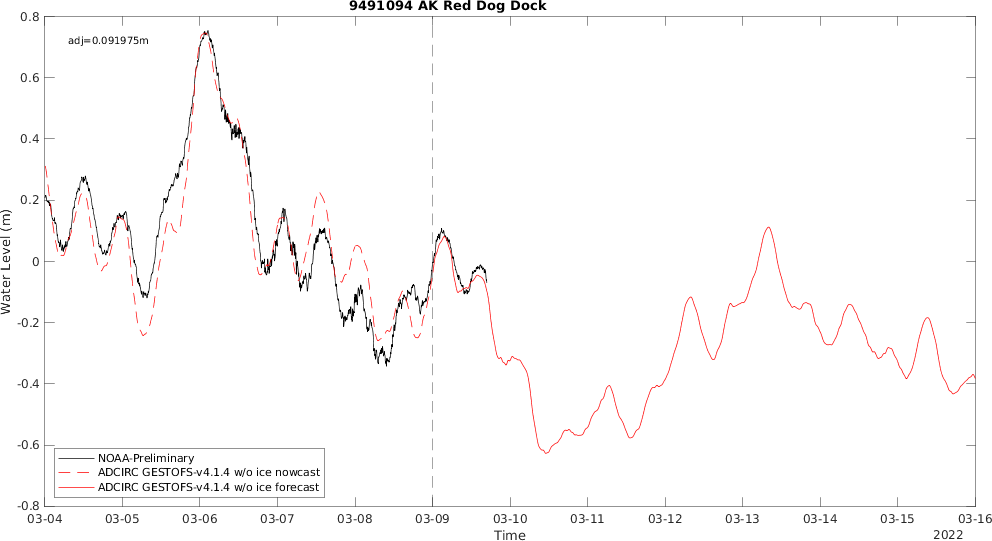 9491094 AK Red Dog Dock
adj=0.091975m
Water Level (m)
0.8
0.6
0.4
0.2
0
-0.2
-0.4
-0.6
-0.8
NOAA-Preliminary
ADCIRC GESTOFS-v4.1.4 w/o ice nowcast
ADCIRC GESTOFS-v4.1.4 w/o ice forecast
03-04 03-05 03-06 03-07 03-08 03-09 03-10 03-11 03-12 03-13 03-14 03-15 03-16
Time
2022